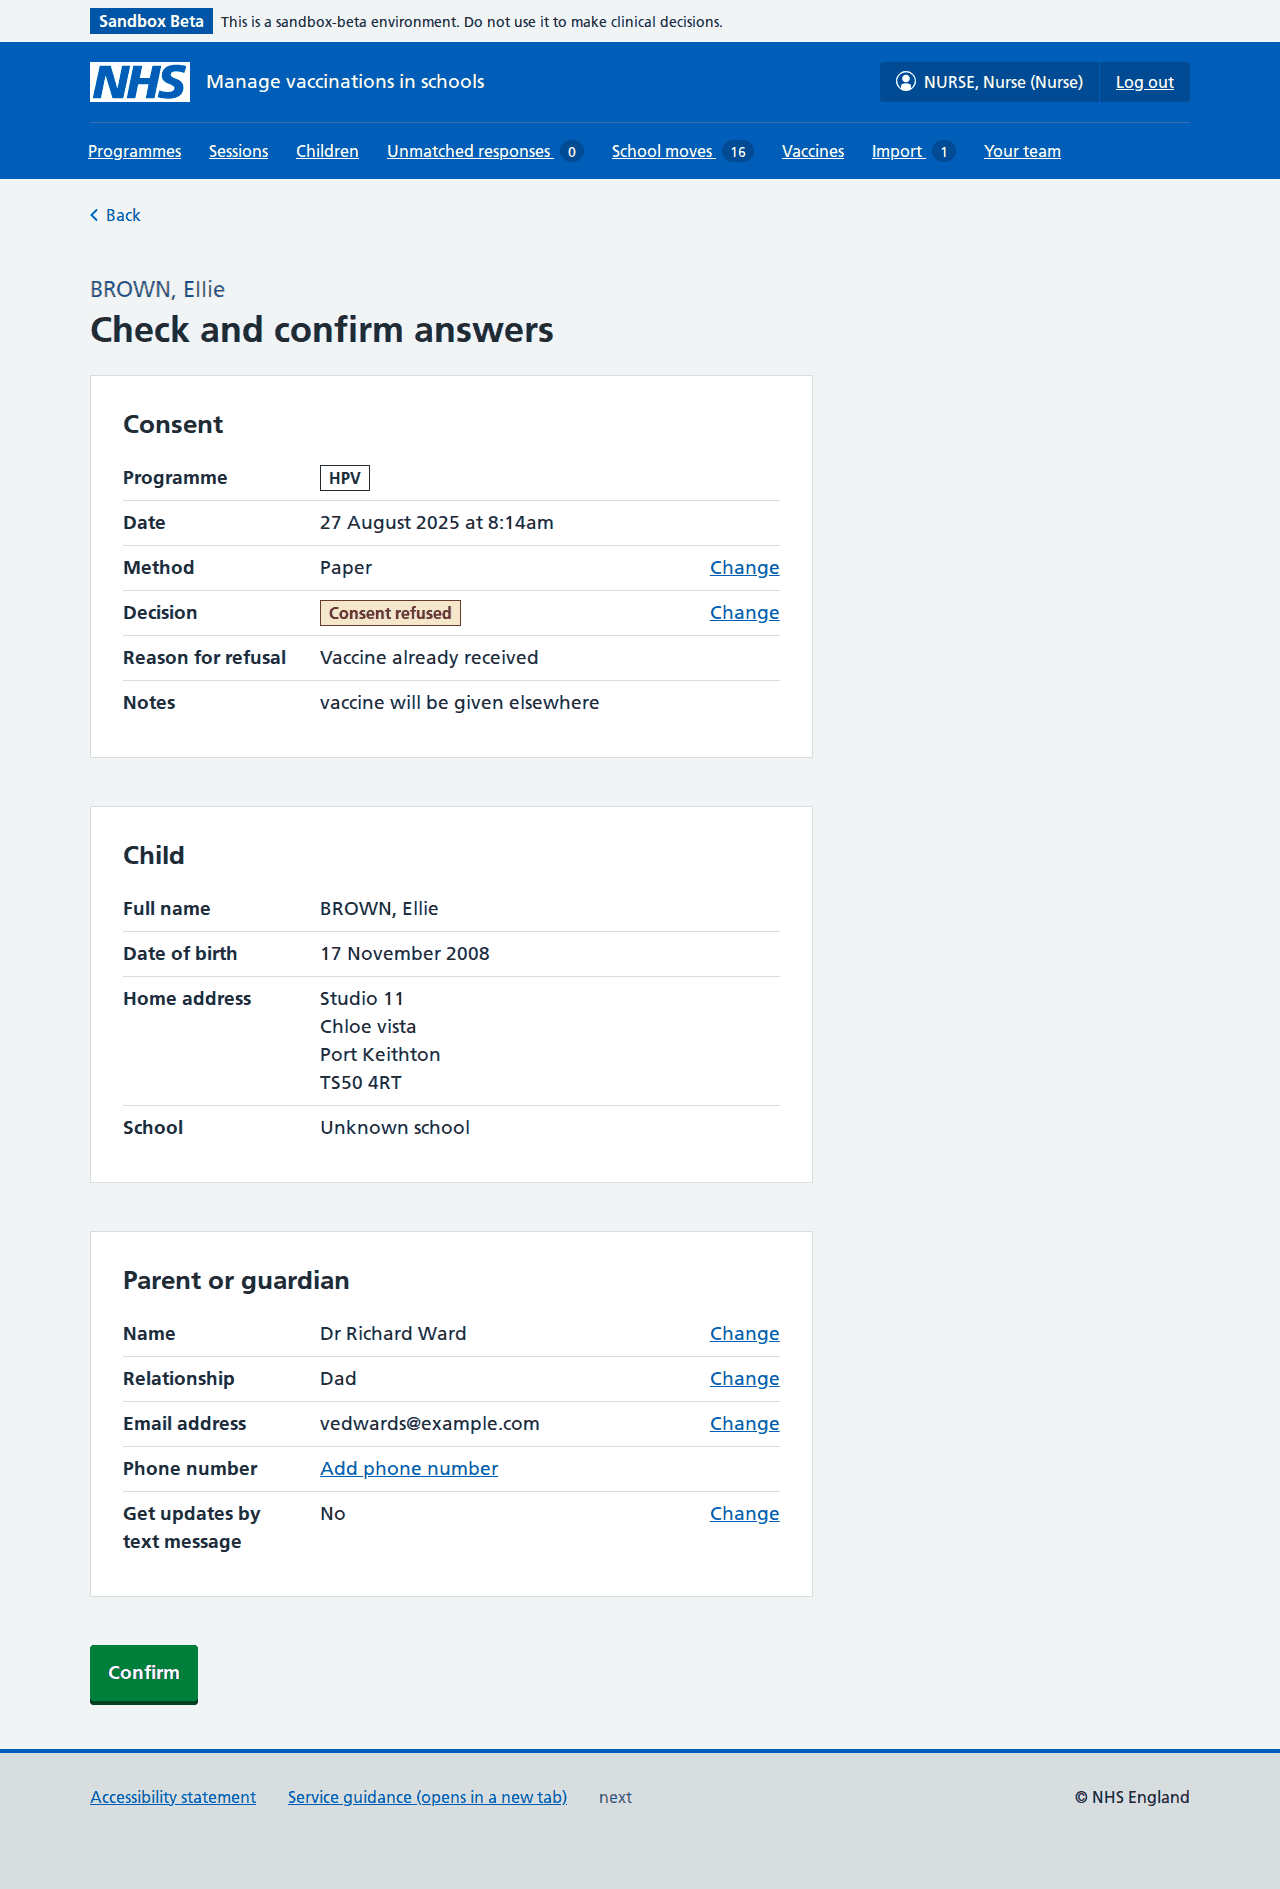 Sandbox Beta This is a sandbox-beta environment. Do not use it to make clinical decisions.
NHS Manage vaccinations in schools NURSE, Nurse (Nurse) Log out
Programmes Sessions Children Unmatched responses 0 School moves 16 Vaccines Import 1 Your team
Back
BROWN, Ellie
Check and confirm answers
Consent
Programme HPV
Date 27 August 2025 at 8:14am
Method Paper Change
Decision Consent refused Change
Reason for refusal Vaccine already received
Notes vaccine will be given elsewhere
Child
Full name BROWN, Ellie
Date of birth 17 November 2008
Home address Studio 11
Chloe vista
Port Keithton
TS50 4RT
School Unknown school
Parent or guardian
Name Dr Richard Ward Change
Relationship Dad Change
Email address vedwards@example.com Change
Phone number Add phone number
Get updates by No Change
text message
Confirm
Accessibility statement Service guidance (opens in a new tab) next © NHS England